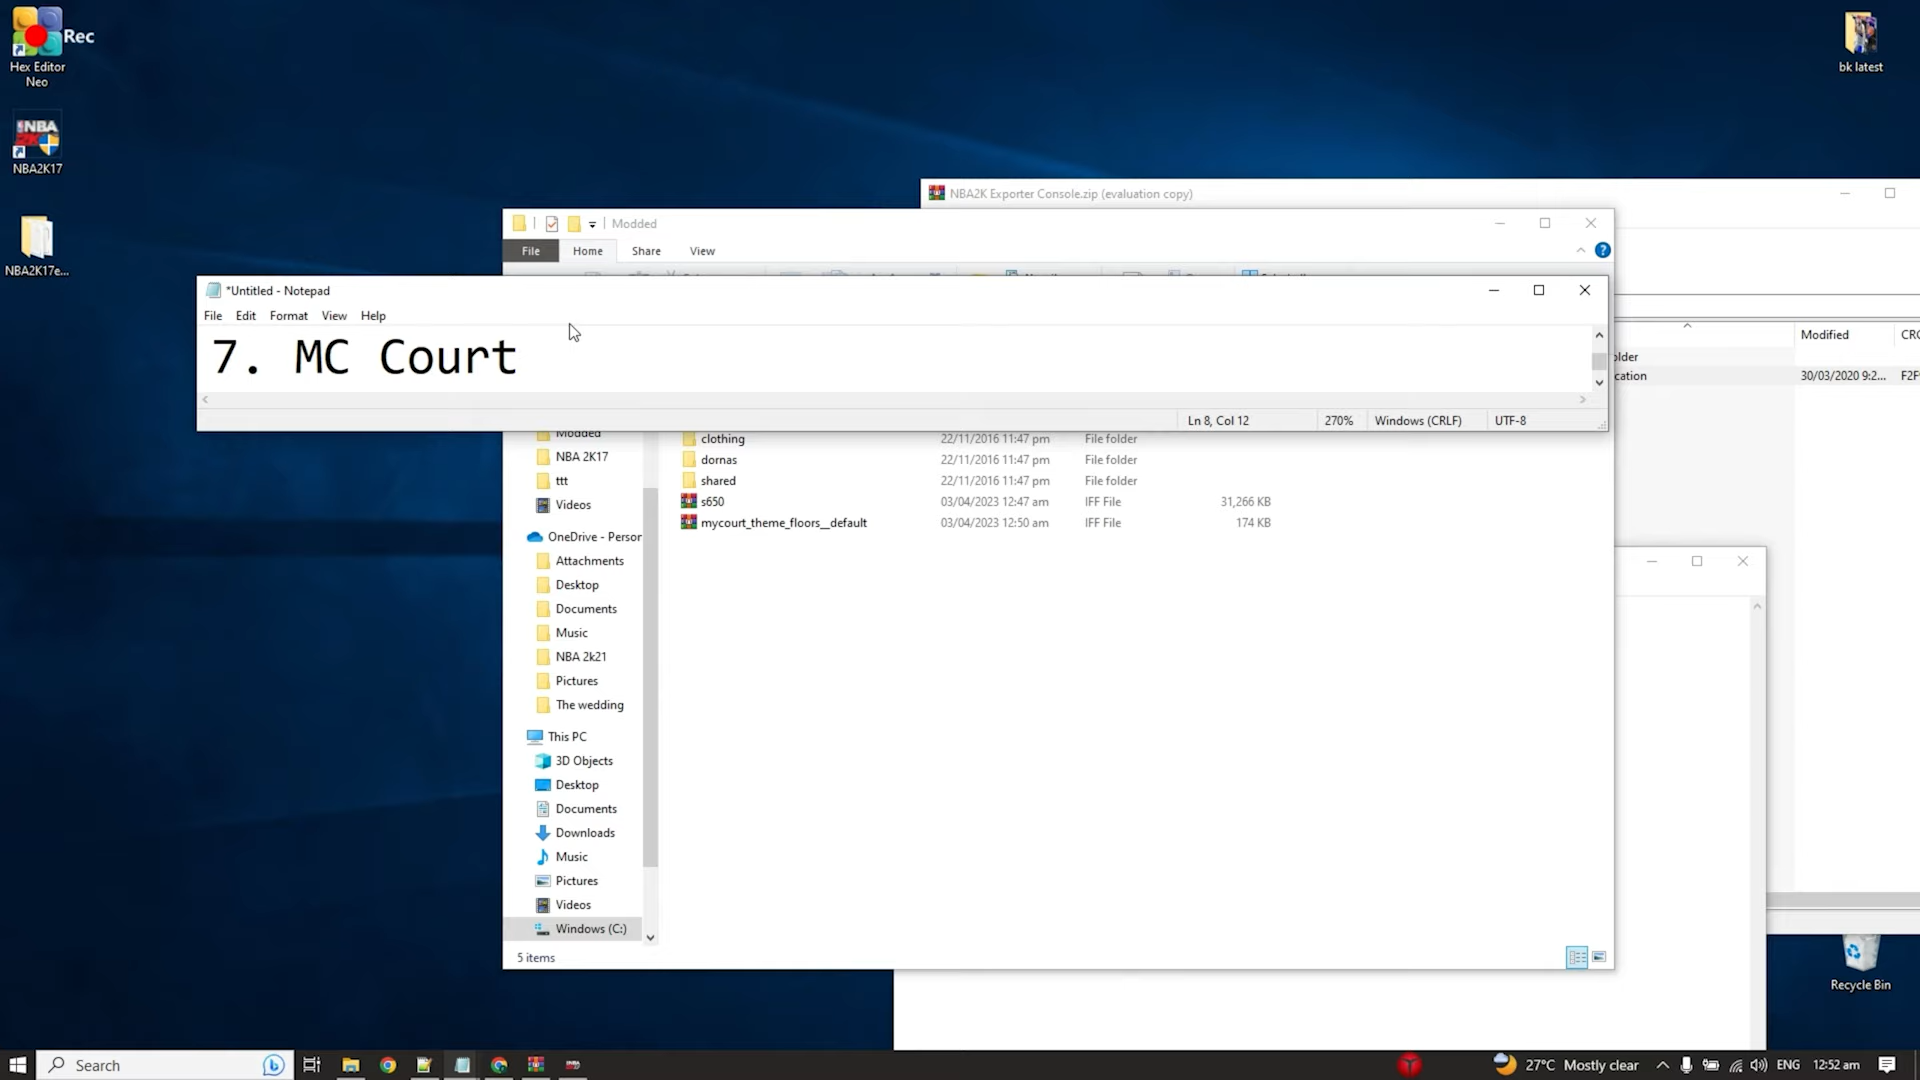 Rec
Hex Editor
Neo
NBA2K17
NBA2K17e...
bk latest
NBA2K Exporter Console.zip (evaluation copy)
Modded
File
Home
Share
View
*Untitled - Notepad
File
Edit
Format
View
Help
7. MC Court
Ln 8, Col 12
270%
Windows (CRLF)
UTF-8
Modified
CRC
older
cation
30/03/2020 9:2...
F2F
Modded
NBA 2K17
ttt
Videos
OneDrive - Person
Attachments
Desktop
Documents
Music
NBA 2k21
Pictures
The wedding
This PC
3D Objects
Desktop
Documents
Downloads
Music
Pictures
Videos
Windows (C:)
clothing 22/11/2016 11:47 pm File folder
dornas 22/11/2016 11:47 pm File folder
shared 22/11/2016 11:47 pm File folder
s650 03/04/2023 12:47 am IFF File 31,266 KB
mycourt_theme_floors__default 03/04/2023 12:50 am IFF File 174 KB
5 items
Recycle Bin
Search
27°C Mostly clear
ENG
12:52 am